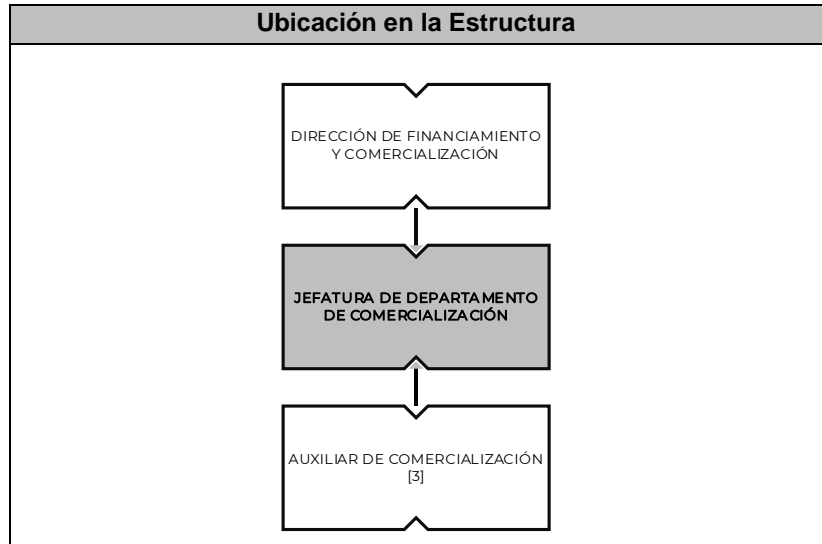 Ubicación en la Estructura
DIRECCIÓN DE FINANCIAMIENTO
Y COMERCIALIZACIÓN
JEFATURA DE DEPARTAMENTO
DE COMERCIALIZACIÓN
AUXILIAR DE COMERCIALIZACIÓN
[3]